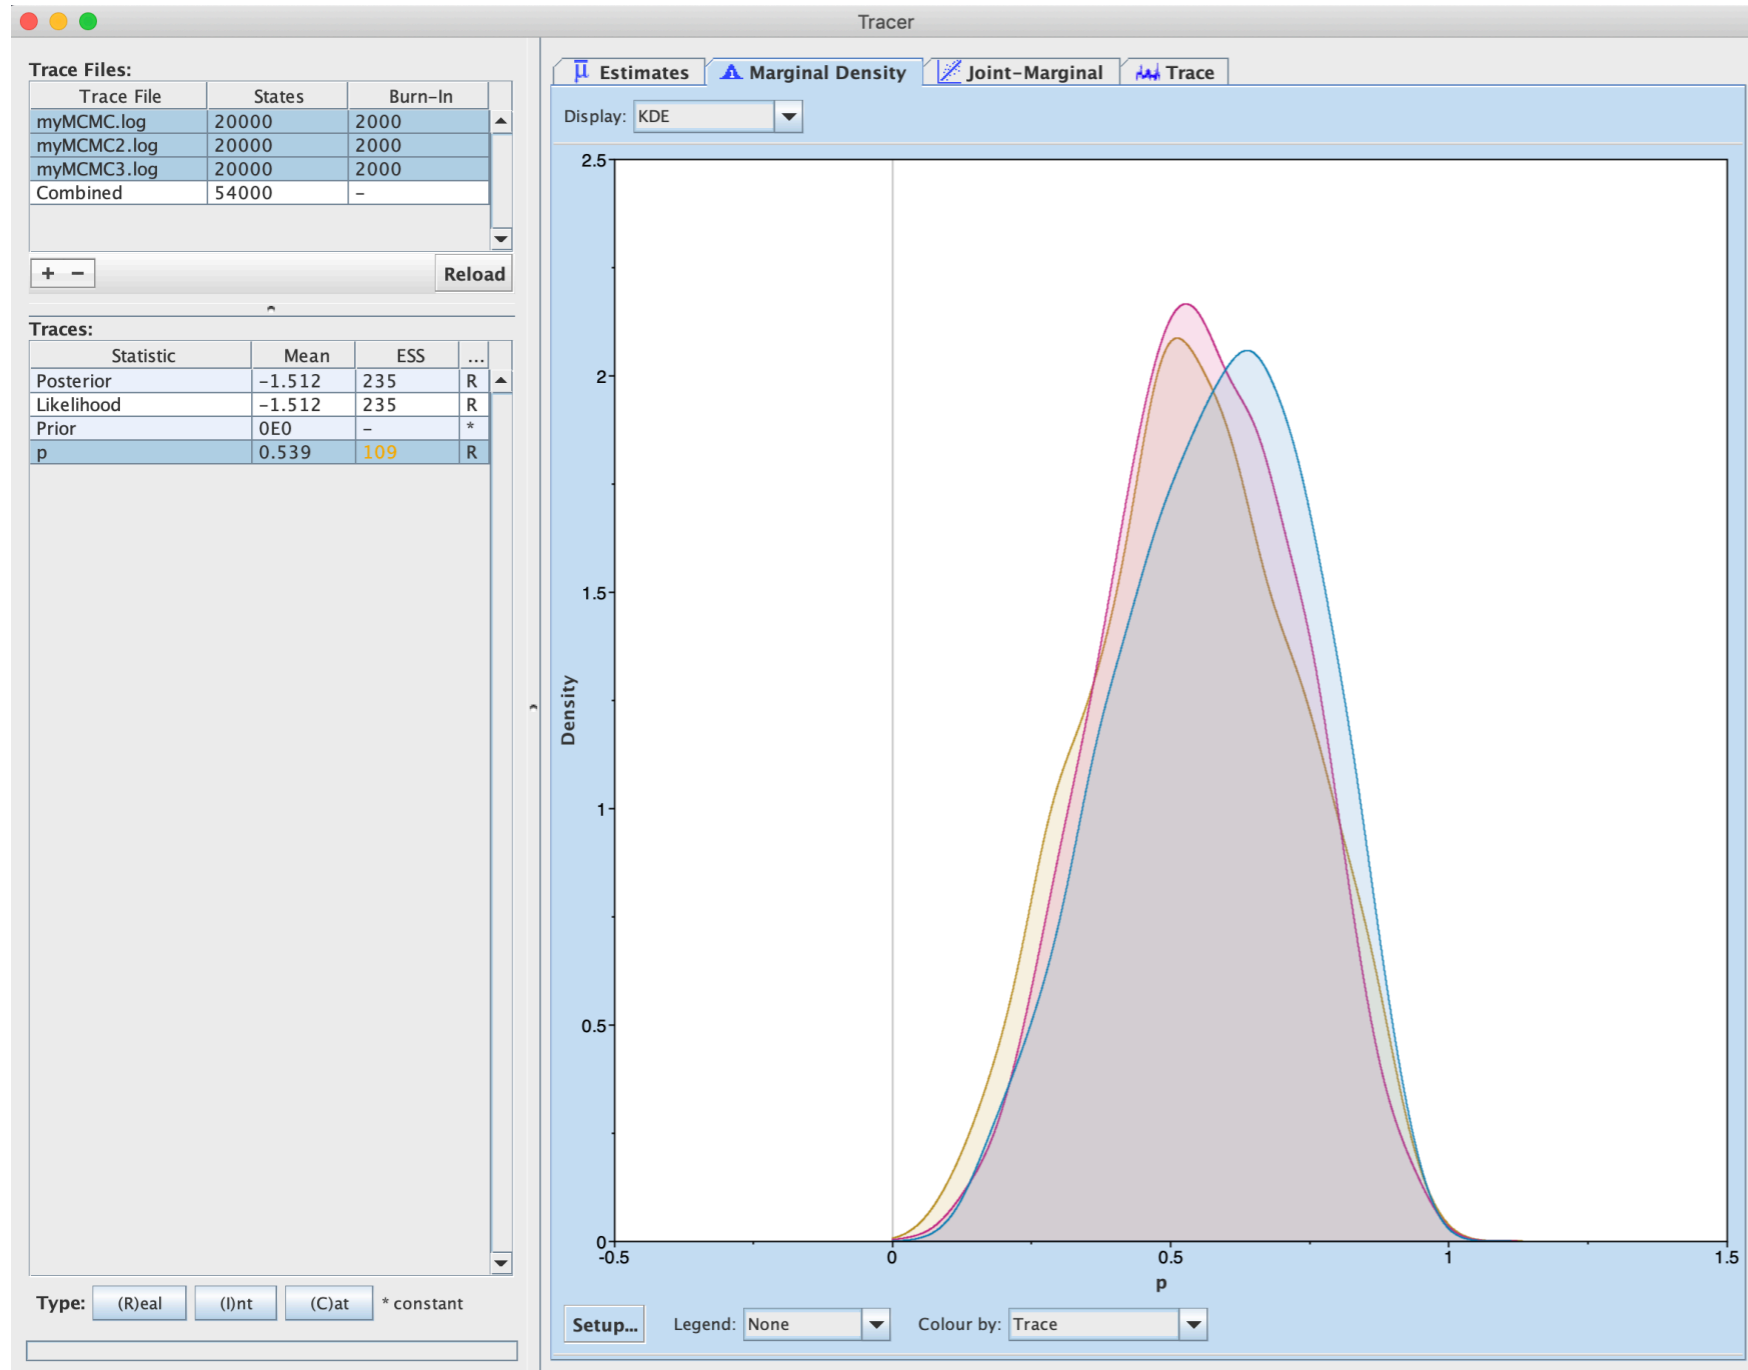 Tracer
Trace Files:
Trace File States Burn-In
myMCMC.log 20000 2000
myMCMC2.log 20000 2000
myMCMC3.log 20000 2000
Combined 54000 -
+ -
Reload
Traces:
Statistic Mean ESS ...
Posterior -1.512 235 R
Likelihood -1.512 235 R
Prior 0E0 - *
p 0.539 109 R
Type: (R)eal (I)nt (C)at * constant
Estimates Marginal Density Joint-Marginal Trace
Display: KDE
2.5
2
1.5
1
0.5
0
Density
-0.5 0 0.5 1 1.5
p
Setup... Legend: None Colour by: Trace